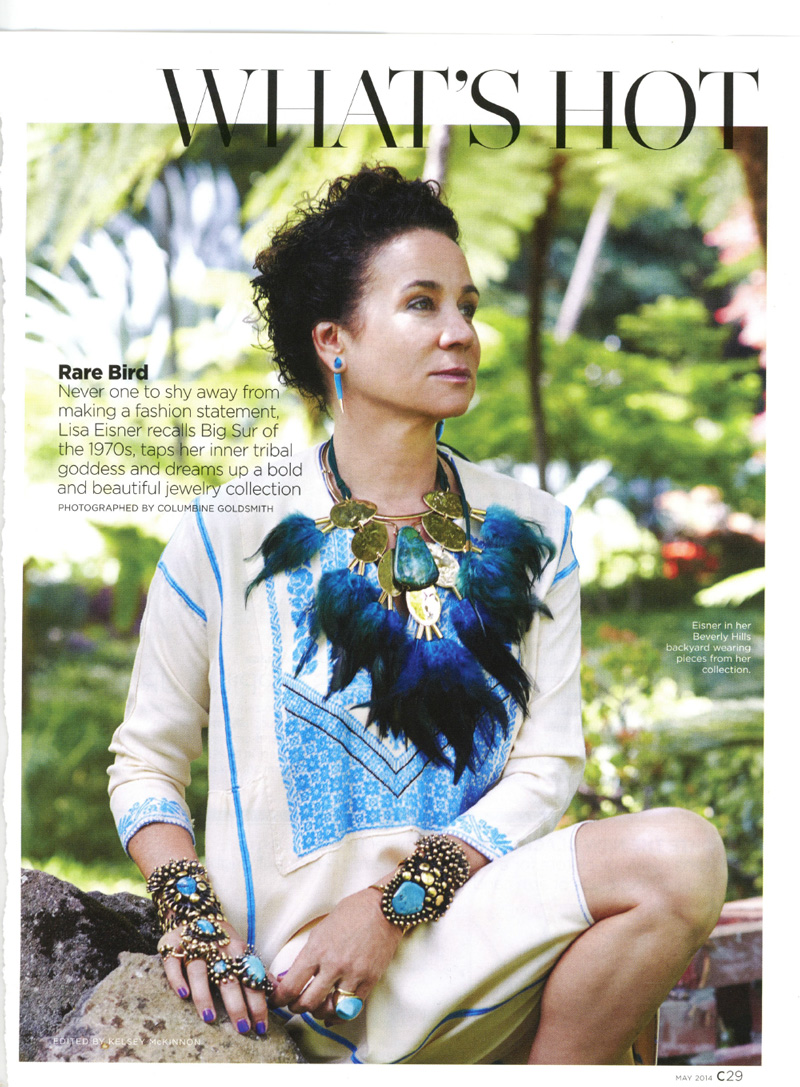 WHAT'S HOT
Rare Bird
Never one to shy away from
making a fashion statement,
Lisa Eisner recalls Big Sur of
the 1970s, taps her inner tribal
goddess and dreams up a bold
and beautiful jewelry collection
PHOTOGRAPHED BY COLUMBINE GOLDSMITH
Eisner in her
Beverly Hills
backyard wearing
pieces from her
collection.
EDITED BY KELSEY McKINNON
MAY 2014 C29